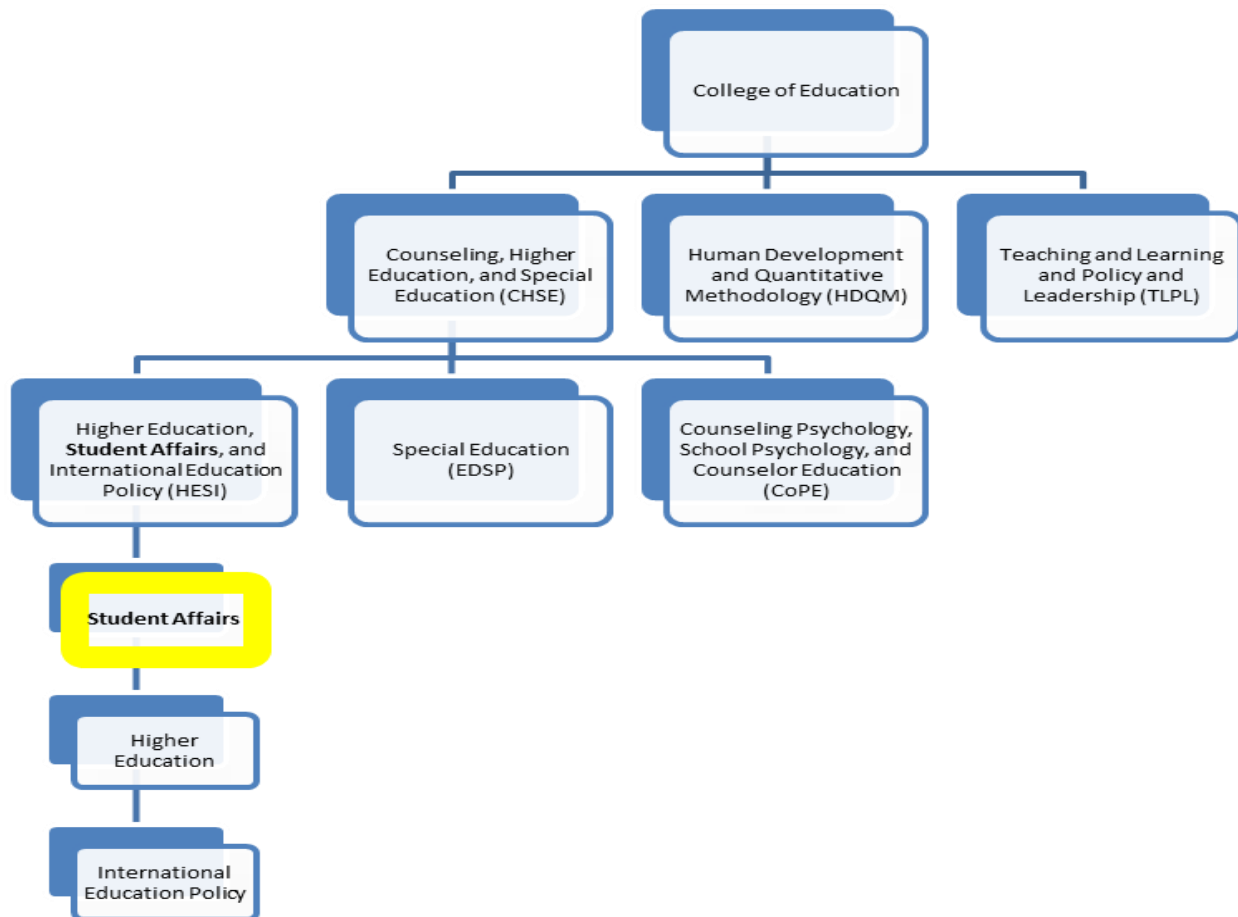 College of Education
Counseling, Higher
Education, and Special
Education (CHSE)
Human Development
and Quantitative
Methodology (HDQM)
Teaching and Learning
and Policy and
Leadership (TLPL)
Higher Education,
Student Affairs, and
International Education
Policy (HESI)
Special Education
(EDSP)
Counseling Psychology,
School Psychology, and
Counselor Education
(CoPE)
Student Affairs
Higher
Education
International
Education Policy